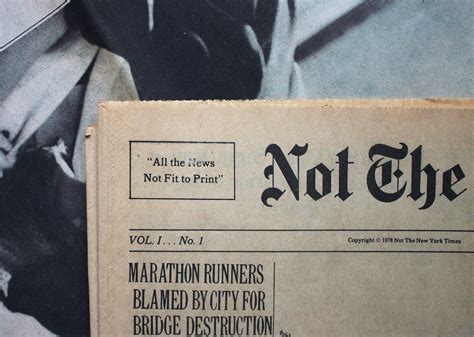 "All the News
Not Fit to Print"
Not The
VOL. I... No. 1
Copyright © 1978 Not The New York Times
MARATHON RUNNERS
BLAMED BY CITY FOR
BRIDGE DESTRUCTION